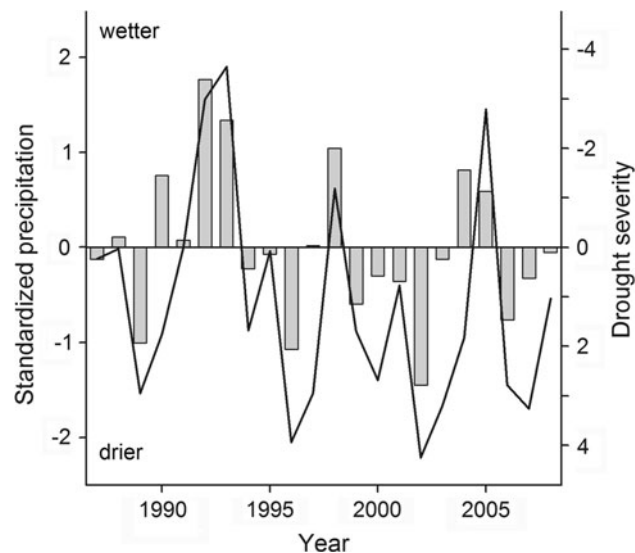 wetter
drier
Standardized precipitation
2
1
0
-1
-2
Drought severity
-4
-2
0
2
4
1990 1995 2000 2005
Year